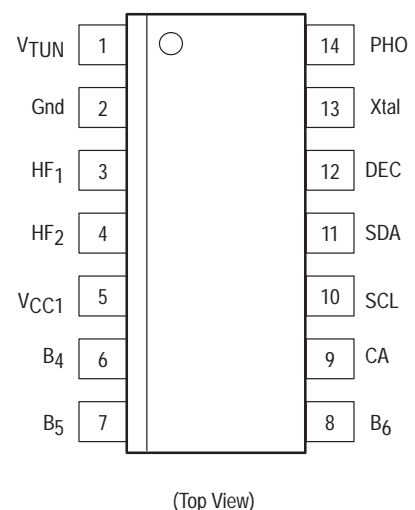 VTUN 1 14 PHO
Gnd 2 13 Xtal
HF1 3 12 DEC
HF2 4 11 SDA
VCC1 5 10 SCL
B4 6 9 CA
B5 7 8 B6
(Top View)